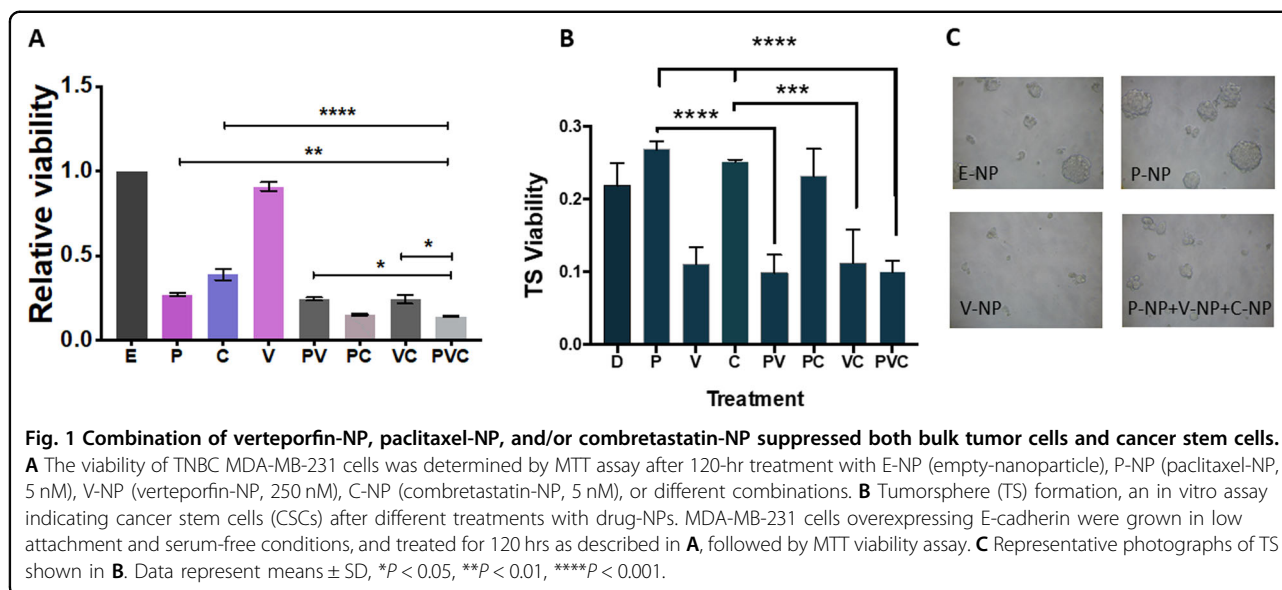 A
B
C
Relative viability
1.5
1.0
0.5
0.0
****
**
*
*
E P C V PV PC VC PVC
TS Viability
0.3
0.2
0.1
0.0
****
****
***
D P V C PV PC VC PVC
Treatment
E-NP
P-NP
V-NP
P-NP+V-NP+C-NP
Fig. 1 Combination of verteporfin-NP, paclitaxel-NP, and/or combretastatin-NP suppressed both bulk tumor cells and cancer stem cells.
A The viability of TNBC MDA-MB-231 cells was determined by MTT assay after 120-hr treatment with E-NP (empty-nanoparticle), P-NP (paclitaxel-NP,
5 nM), V-NP (verteporfin-NP, 250 nM), C-NP (combretastatin-NP, 5 nM), or different combinations. B Tumorsphere (TS) formation, an in vitro assay
indicating cancer stem cells (CSCs) after different treatments with drug-NPs. MDA-MB-231 cells overexpressing E-cadherin were grown in low
attachment and serum-free conditions, and treated for 120 hrs as described in A, followed by MTT viability assay. C Representative photographs of TS
shown in B. Data represent means ± SD, *P < 0.05, **P < 0.01, ****P < 0.001.